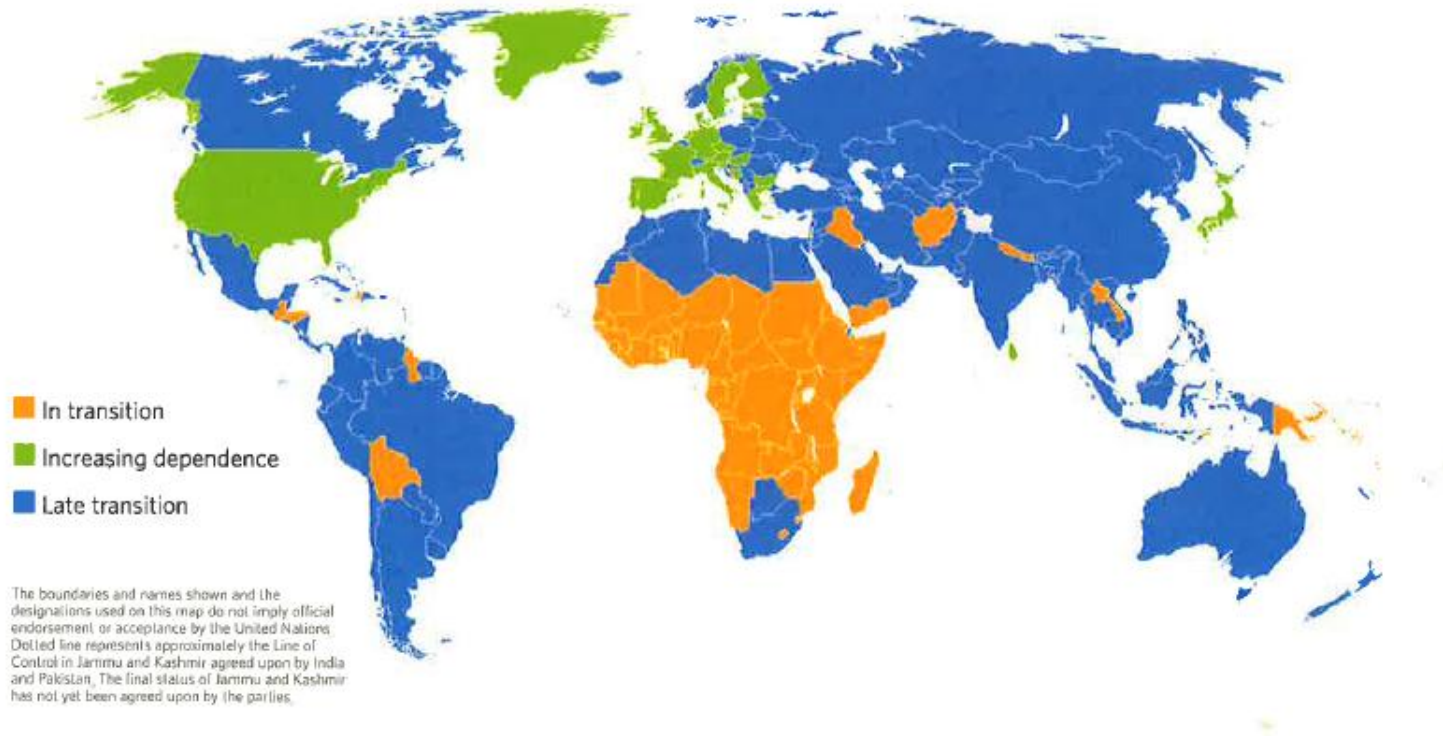 In transition
Increasing dependence
Late transition
The boundaries and names shown and the
designations used on this map do not imply official
endorsement or acceptance by the United Nations
Dotted line represents approximately the Line of
Control in Jammu and Kashmir agreed upon by India
and Pakistan, The final status of Jammu and Kashmir
has not yet been agreed upon by the parties.